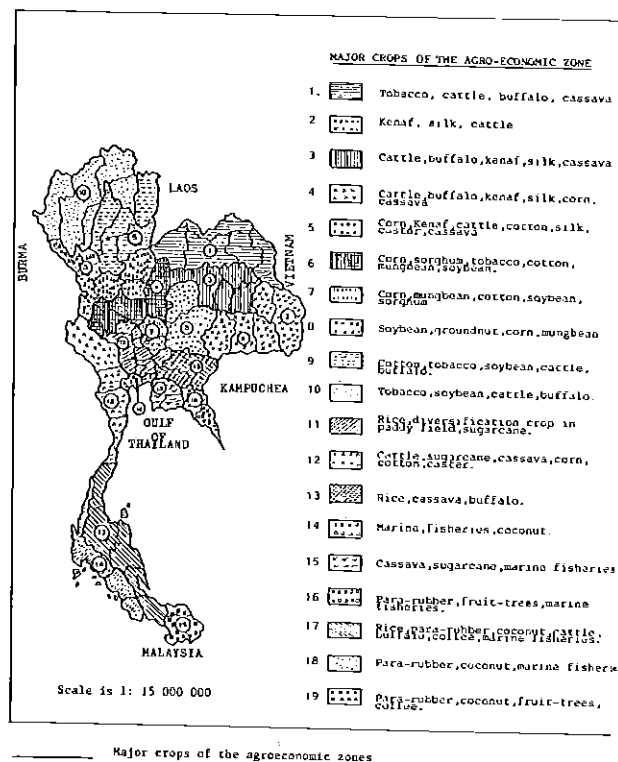 MAJOR CROPS OF THE AGRO-ECONOMIC ZONE
1. Tobacco, cattle, buffalo, cassava
2 Kenaf, silk, cattle
3 Cattle,buffalo,kenaf,silk,cassava
4 Cattle,buffalo,kenaf,silk,corn.
cassava
5 Corn,kenaf,cattle,cotton,silk,
castor,cassava
6 Corn,sorghum,tobacco,cotton,
mungbean,soybean.
7 Corn,mungbean,cotton,soybean,
sorghum
8 Soybean,groundnut,corn,mungbean
9 Cotton,tobacco,soybean,cattle,
buffalo.
10 Tobacco,soybean,cattle,buffalo.
11 Rice,diversification crop in
paddy field,sugarcane.
12 Cattle,sugarcane,cassava,corn,
cotton,caster.
13 Rice,cassava,buffalo.
14 Marine,fisheries,coconut.
15 Cassava,sugarcane,marine fisheries
16 Para-rubber,fruit-trees,marine
fisheries.
17 Rice,para-rubber,coconut,cattle,
buffalo,coffee,marine fisheries.
18 Para-rubber,coconut,marine fisherie
19 Para-rubber,coconut,fruit-trees,
coffee.
LAOS
BURMA
VIETNAM
KAMPUCHEA
GULF
OF
THAILAND
MALAYSIA
Scale is 1: 15 000 000
Major crops of the agroeconomic zones